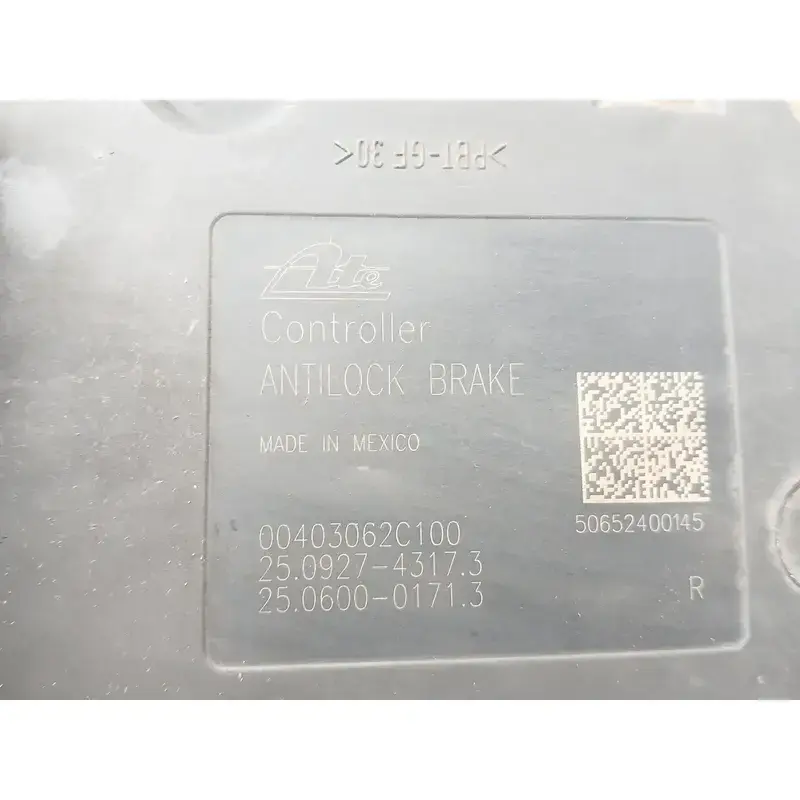 >PBT-GF 30<
Ate
Controller
ANTILOCK BRAKE
MADE IN MEXICO
50652400145
00403062C100
25.0927-4317.3
25.0600-0171.3
R